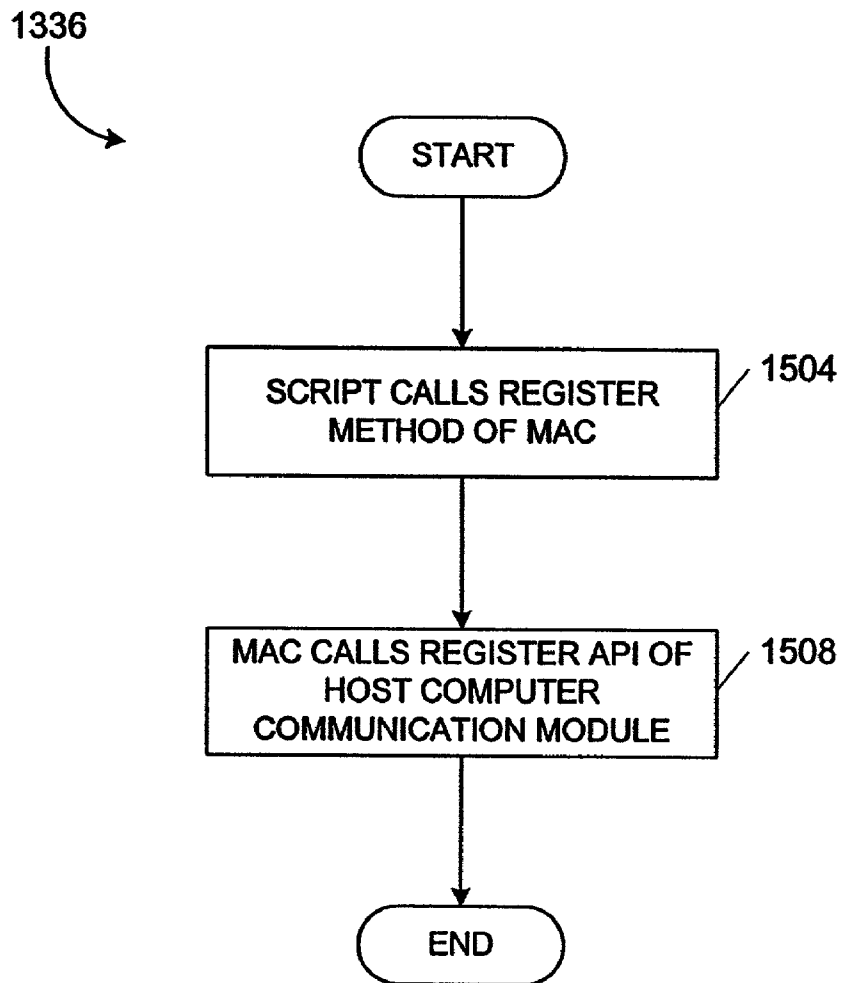 1336
START
SCRIPT CALLS REGISTER
METHOD OF MAC
1504
MAC CALLS REGISTER API OF
HOST COMPUTER
COMMUNICATION MODULE
1508
END